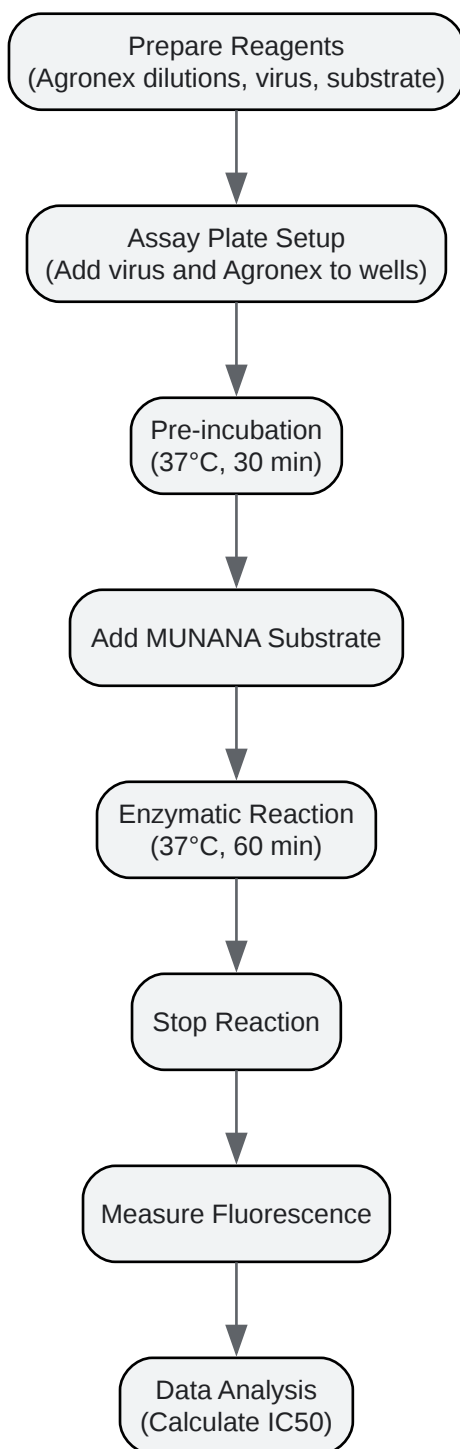 Prepare Reagents
(Agronex dilutions, virus, substrate)
Assay Plate Setup
(Add virus and Agronex to wells)
Pre-incubation
(37°C, 30 min)
Add MUNANA Substrate
Enzymatic Reaction
(37°C, 60 min)
Stop Reaction
Measure Fluorescence
Data Analysis
(Calculate IC50)